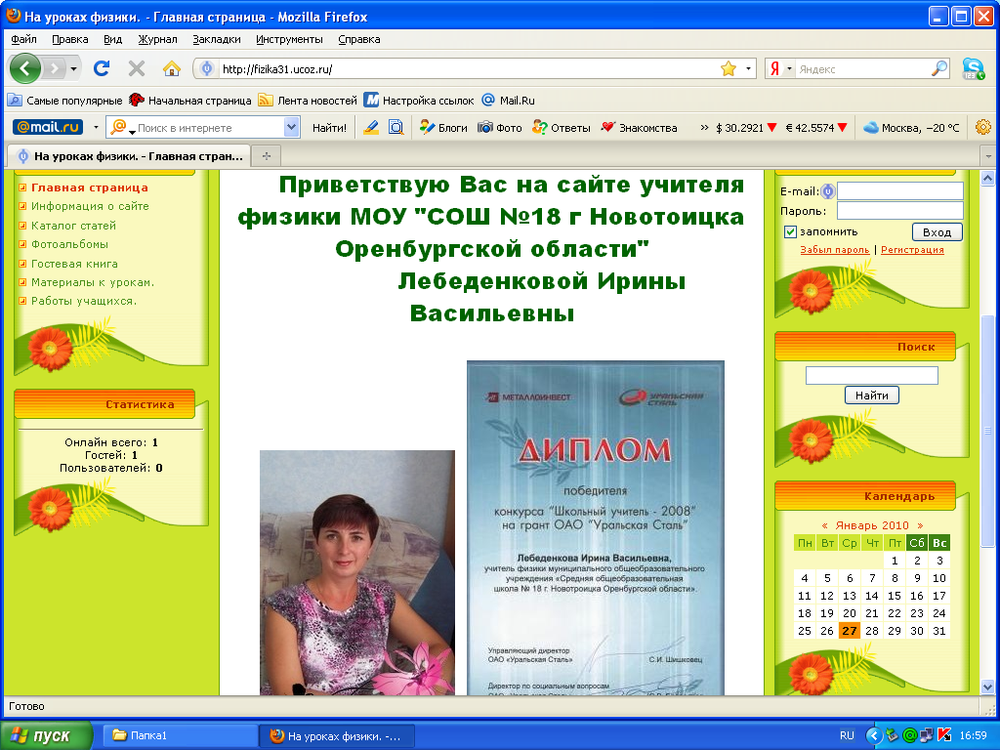 На уроках физики. - Главная страница - Mozilla Firefox
Файл Правка Вид Журнал Закладки Инструменты Справка
http://fizika31.ucoz.ru/
Я Яндекс
Самые популярные Начальная страница Лента новостей Настройка ссылок Mail.Ru
@mail.ru Поиск в интернете Найти! Блоги Фото Ответы Знакомства » $ 30.2921 € 42.5574 Москва, −20 °C
На уроках физики. - Главная стран...
Главная страница
Информация о сайте
Каталог статей
Фотоальбомы
Гостевая книга
Материалы к урокам.
Работы учащихся.
Статистика
Онлайн всего: 1
Гостей: 1
Пользователей: 0
Приветствую Вас на сайте учителя
физики МОУ "СОШ №18 г Новотоицка
Оренбургской области"
Лебеденковой Ирины
Васильевны
МЕТАЛЛОИНВЕСТ УРАЛЬСКАЯ СТАЛЬ
ДИПЛОМ
победителя
конкурса "Школьный учитель - 2008"
на грант ОАО "Уральская Сталь"
Лебеденкова Ирина Васильевна,
учитель физики муниципального общеобразовательного
учреждения «Средняя общеобразовательная
школа № 18 г. Новотроицка Оренбургской области».
Управляющий директор
ОАО «Уральская Сталь» С.И. Шишковец
Директор по социальным вопросам
E-mail:
Пароль:
запомнить Вход
Забыл пароль | Регистрация
Поиск
Найти
Календарь
« Январь 2010 »
Пн Вт Ср Чт Пт Сб Вс
1 2 3
4 5 6 7 8 9 10
11 12 13 14 15 16 17
18 19 20 21 22 23 24
25 26 27 28 29 30 31
Готово
пуск Папка1 На уроках физики. -... RU 16:59